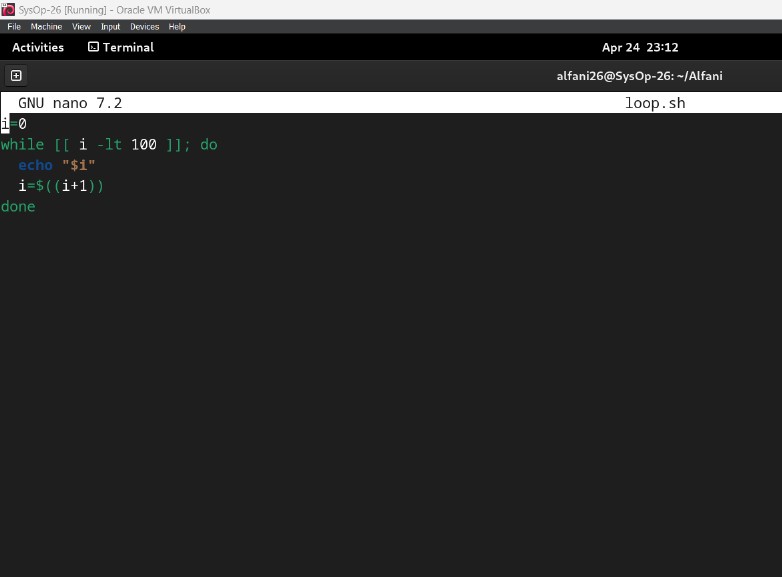 SysOp-26 [Running] - Oracle VM VirtualBox
File Machine View Input Devices Help
Activities Terminal Apr 24 23:12
alfani26@SysOp-26: ~/Alfani
GNU nano 7.2 loop.sh
i=0
while [[ i -lt 100 ]]; do
  echo "$i"
  i=$((i+1))
done